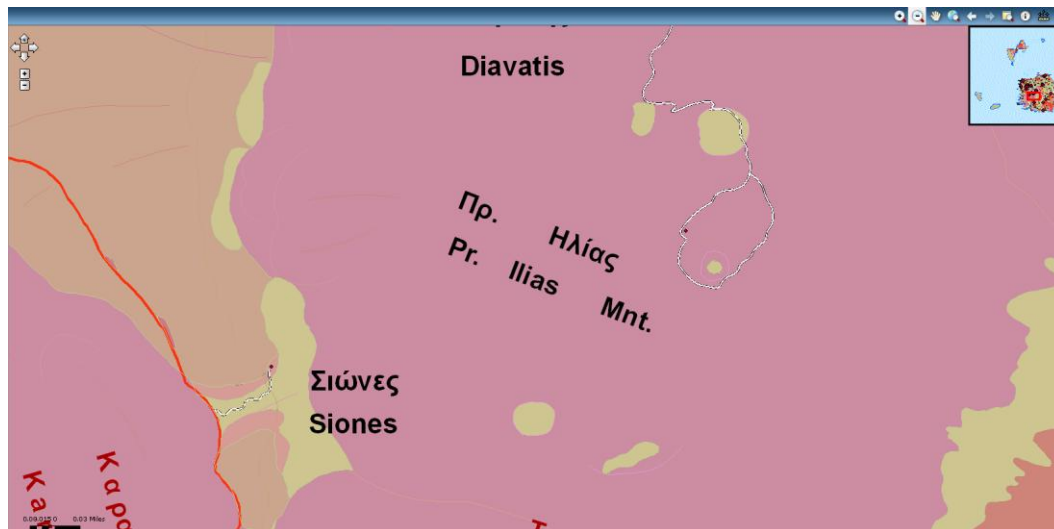 Diavatis
Πρ. Ηλίας
Pr. Ilias Mnt.
Σιώνες
Siones